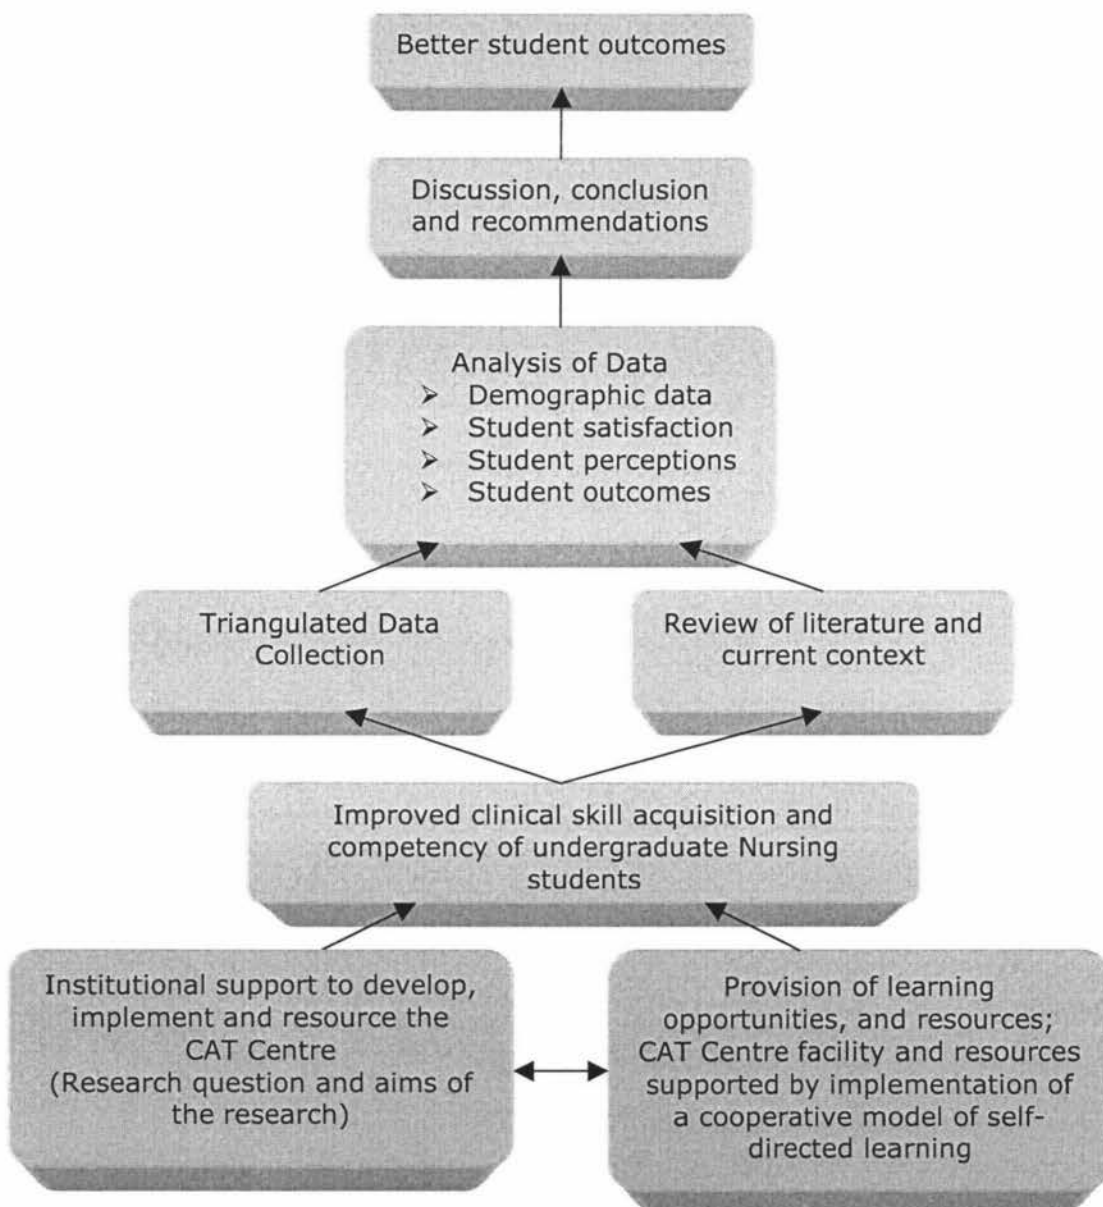 Better student outcomes
Discussion, conclusion
and recommendations
Analysis of Data
➢ Demographic data
➢ Student satisfaction
➢ Student perceptions
➢ Student outcomes
Triangulated Data
Collection
Review of literature and
current context
Improved clinical skill acquisition and
competency of undergraduate Nursing
students
Institutional support to develop,
implement and resource the
CAT Centre
(Research question and aims of
the research)
Provision of learning
opportunities, and resources;
CAT Centre facility and resources
supported by implementation of
a cooperative model of self-
directed learning